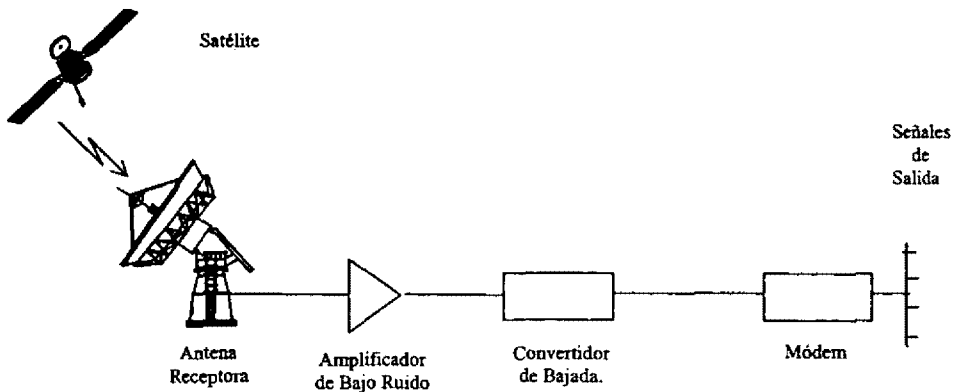 Satélite
Señales
de
Salida
Antena
Receptora
Amplificador
de Bajo Ruido
Convertidor
de Bajada.
Módem